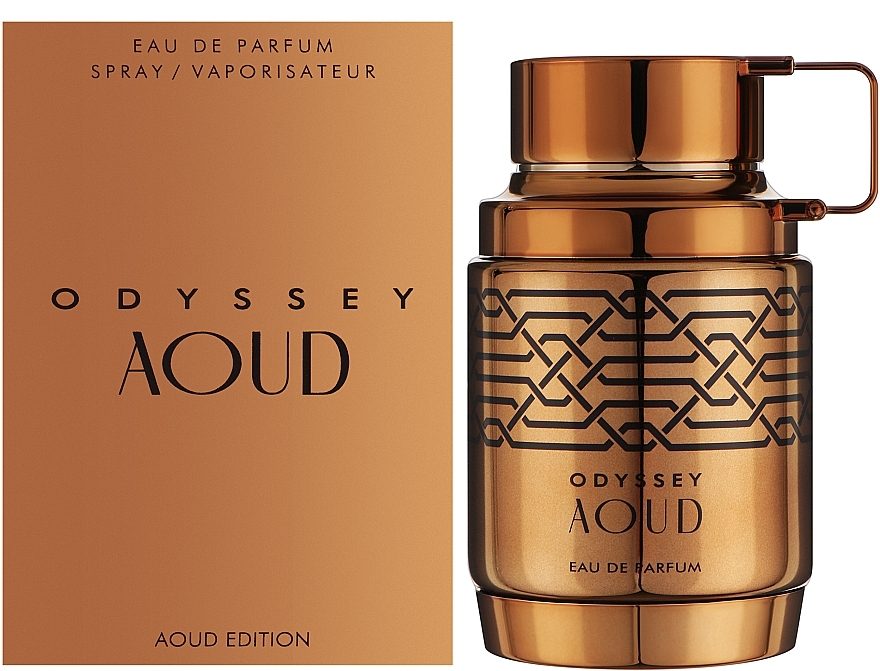 EAU DE PARFUM
SPRAY / VAPORISATEUR
ODYSSEY
AOUD
AOUD EDITION
ODYSSEY
AOUD
EAU DE PARFUM